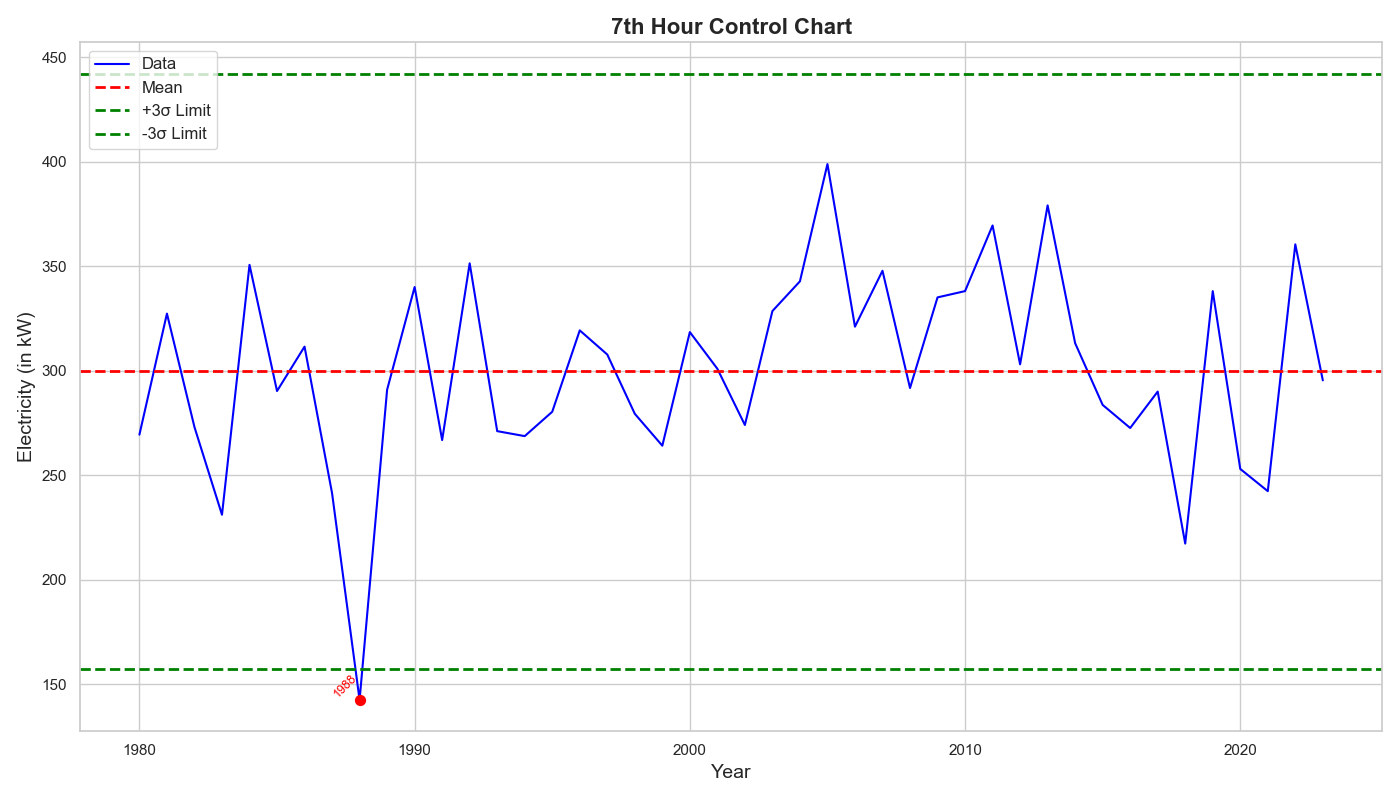 7th Hour Control Chart
Data
Mean
+3σ Limit
-3σ Limit
Electricity (in kW)
450
400
350
300
250
200
150
1988
1980
1990
2000
2010
2020
Year